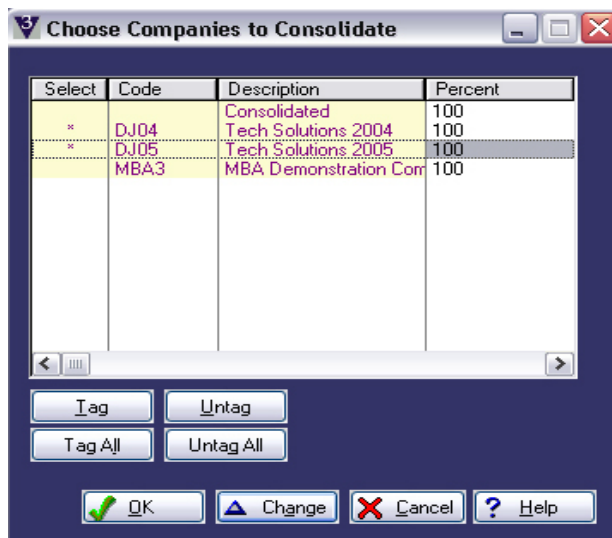 V3 Choose Companies to Consolidate
Select Code Description Percent
Consolidated 100
* DJ04 Tech Solutions 2004 100
* DJ05 Tech Solutions 2005 100
MBA3 MBA Demonstration Com 100
Tag Untag
Tag All Untag All
OK Change Cancel ? Help